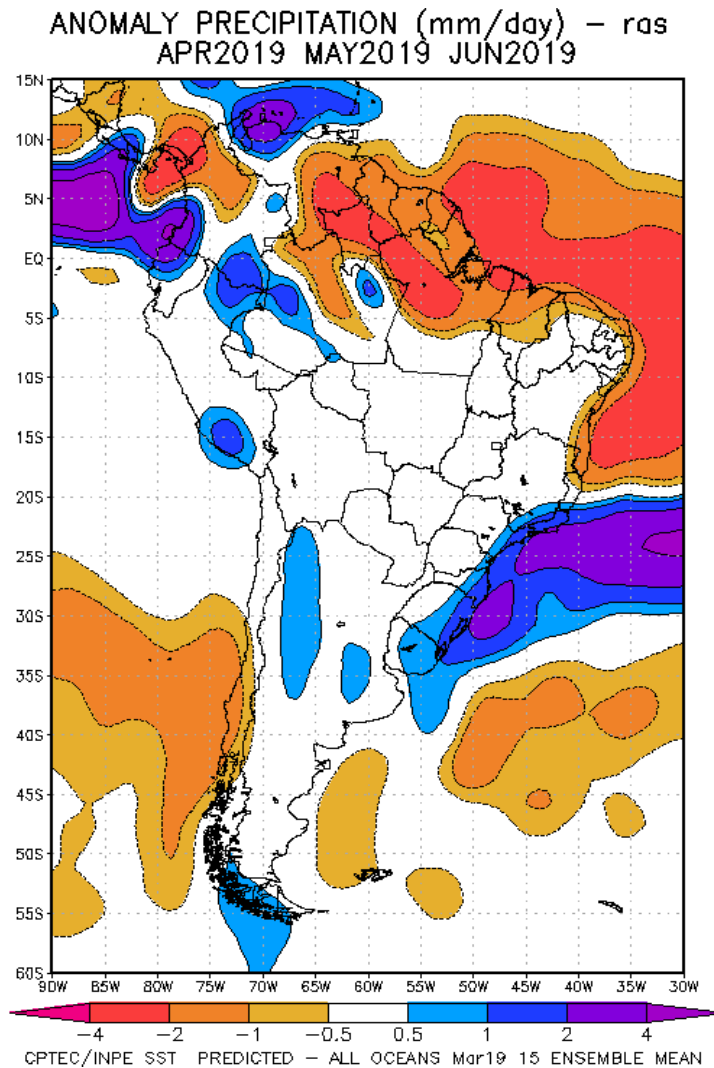 ANOMALY PRECIPITATION (mm/day) - ras
APR2019 MAY2019 JUN2019
15N
10N
5N
EQ
5S
10S
15S
20S
25S
30S
35S
40S
45S
50S
55S
60S
90W 85W 80W 75W 70W 65W 60W 55W 50W 45W 40W 35W 30W
-4 -2 -1 -0.5 0.5 1 2 4
CPTEC/INPE SST PREDICTED - ALL OCEANS Mar19 15 ENSEMBLE MEAN